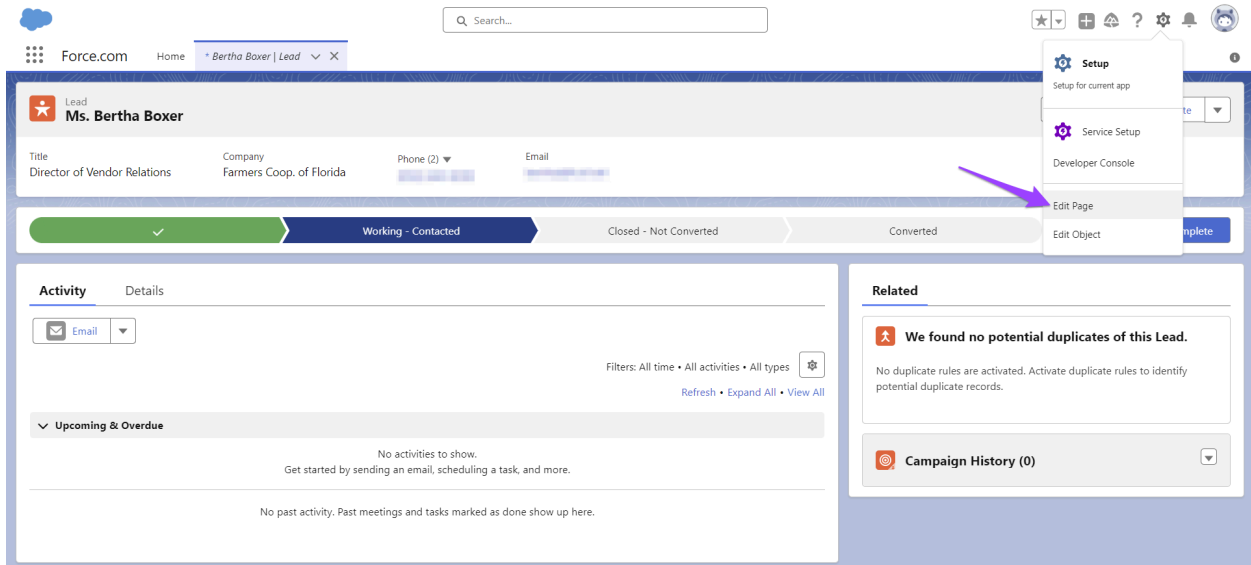 Search...
Force.com
Home
* Bertha Boxer | Lead
Setup
Setup for current app
Service Setup
Developer Console
Edit Page
Edit Object
Lead
Ms. Bertha Boxer
te
Title
Company
Phone (2)
Email
Director of Vendor Relations
Farmers Coop. of Florida
Working - Contacted
Closed - Not Converted
Converted
mplete
Activity
Details
Email
Filters: All time • All activities • All types
Refresh • Expand All • View All
Upcoming & Overdue
No activities to show.
Get started by sending an email, scheduling a task, and more.
No past activity. Past meetings and tasks marked as done show up here.
Related
We found no potential duplicates of this Lead.
No duplicate rules are activated. Activate duplicate rules to identify
potential duplicate records.
Campaign History (0)